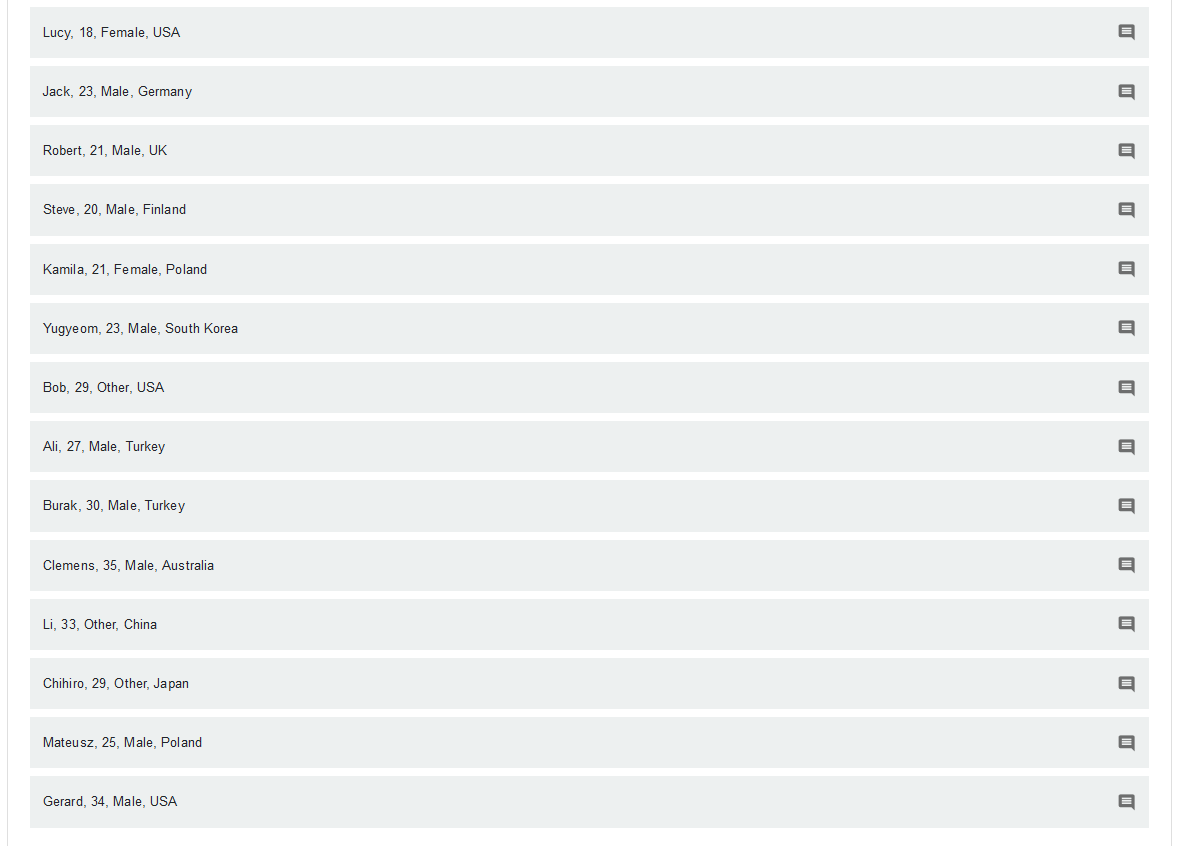 Lucy, 18, Female, USA
Jack, 23, Male, Germany
Robert, 21, Male, UK
Steve, 20, Male, Finland
Kamila, 21, Female, Poland
Yugyeom, 23, Male, South Korea
Bob, 29, Other, USA
Ali, 27, Male, Turkey
Burak, 30, Male, Turkey
Clemens, 35, Male, Australia
Li, 33, Other, China
Chihiro, 29, Other, Japan
Mateusz, 25, Male, Poland
Gerard, 34, Male, USA